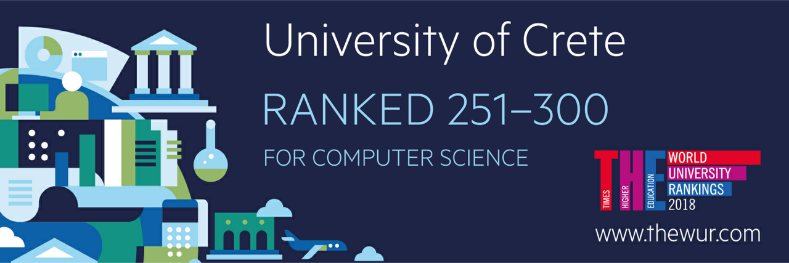 University of Crete
RANKED 251–300
FOR COMPUTER SCIENCE
THE
TIMES
HIGHER
EDUCATION
WORLD
UNIVERSITY
RANKINGS
2018
www.thewur.com